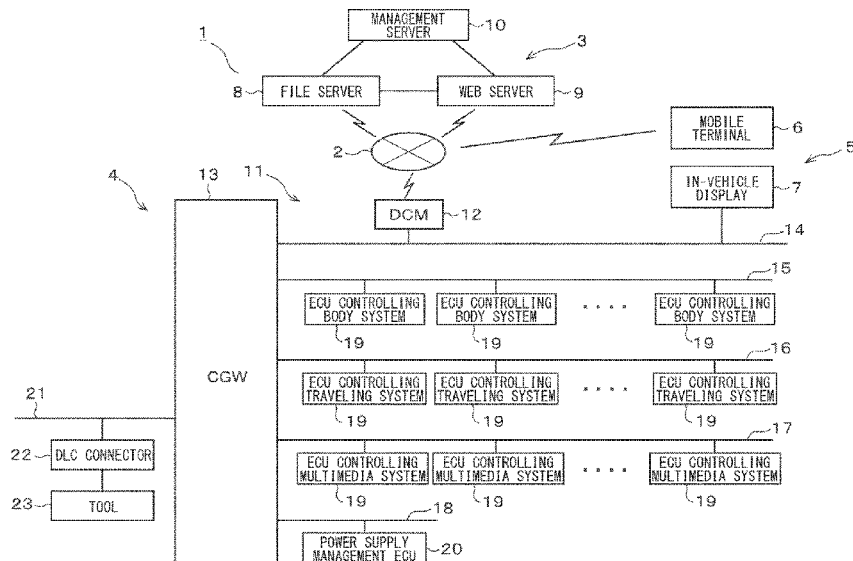 MANAGEMENT
SERVER
10
1
3
8
FILE SERVER
WEB SERVER
9
2
MOBILE
TERMINAL
6
5
IN-VEHICLE
DISPLAY
7
4
13
11
DCM
12
14
15
ECU CONTROLLING
BODY SYSTEM
ECU CONTROLLING
BODY SYSTEM
. . . .
ECU CONTROLLING
BODY SYSTEM
19
19
19
16
CGW
ECU CONTROLLING
TRAVELING SYSTEM
ECU CONTROLLING
TRAVELING SYSTEM
. . . .
ECU CONTROLLING
TRAVELING SYSTEM
19
19
19
17
21
22
DLC CONNECTOR
23
TOOL
ECU CONTROLLING
MULTIMEDIA SYSTEM
ECU CONTROLLING
MULTIMEDIA SYSTEM
. . . .
ECU CONTROLLING
MULTIMEDIA SYSTEM
19
19
19
18
POWER SUPPLY
MANAGEMENT ECU
20